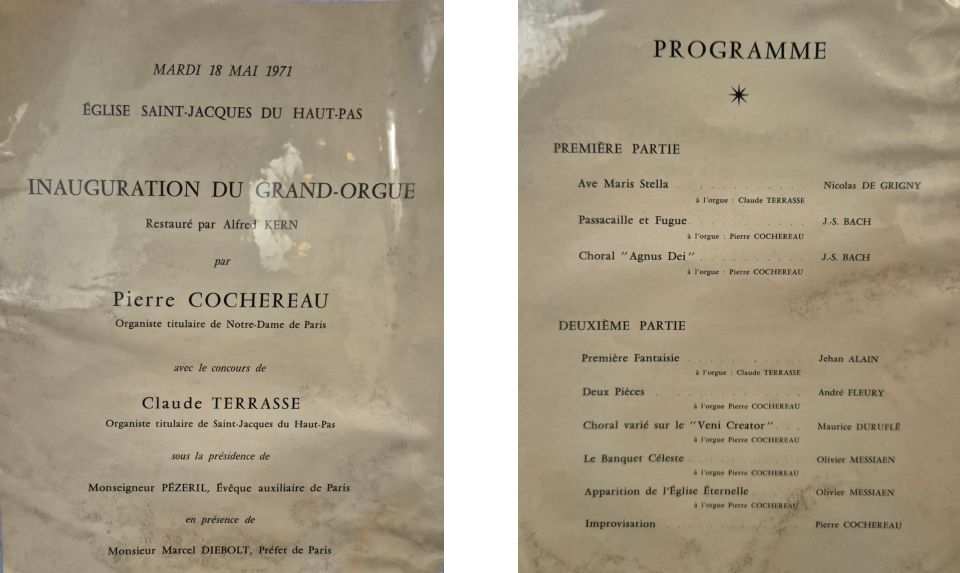 MARDI 18 MAI 1971
ÉGLISE SAINT-JACQUES DU HAUT-PAS
INAUGURATION DU GRAND-ORGUE
Restauré par Alfred KERN
par
Pierre COCHEREAU
Organiste titulaire de Notre-Dame de Paris
avec le concours de
Claude TERRASSE
Organiste titulaire de Saint-Jacques du Haut-Pas
sous la présidence de
Monseigneur PÉZERIL, Évêque auxiliaire de Paris
en présence de
Monsieur Marcel DIEBOLT, Préfet de Paris
PROGRAMME
PREMIÈRE PARTIE
Ave Maris Stella . . . . . . . . . . . Nicolas DE GRIGNY
à l'orgue : Claude TERRASSE
Passacaille et Fugue . . . . . . . . . . J.-S. BACH
à l'orgue : Pierre COCHEREAU
Choral "Agnus Dei" . . . . . . . . . . J.-S. BACH
à l'orgue : Pierre COCHEREAU
DEUXIÈME PARTIE
Première Fantaisie . . . . . . . . . . Jehan ALAIN
à l'orgue : Claude TERRASSE
Deux Pièces . . . . . . . . . . . . André FLEURY
à l'orgue Pierre COCHEREAU
Choral varié sur le "Veni Creator" . . . Maurice DURUFLÉ
à l'orgue Pierre COCHEREAU
Le Banquet Céleste . . . . . . . . . . Olivier MESSIAEN
à l'orgue Pierre COCHEREAU
Apparition de l'Église Éternelle . . . . . Olivier MESSIAEN
à l'orgue Pierre COCHEREAU
Improvisation . . . . . . . . . . . . Pierre COCHEREAU